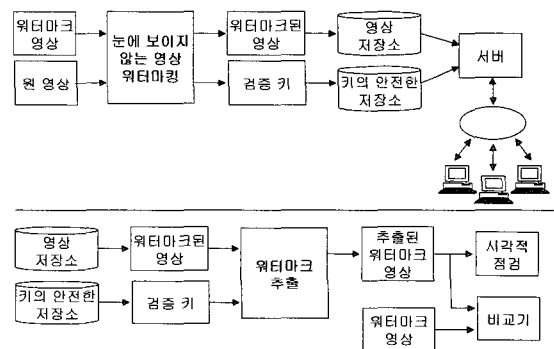 워터마크
영상
원 영상
눈에 보이지
않는 영상
워터마킹
워터마크된
영상
검증 키
영상
저장소
키의 안전한
저장소
서버
영상
저장소
키의 안전한
저장소
워터마크된
영상
검증 키
워터마크
추출
추출된
워터마크
영상
워터마크
영상
시각적
점검
비교기